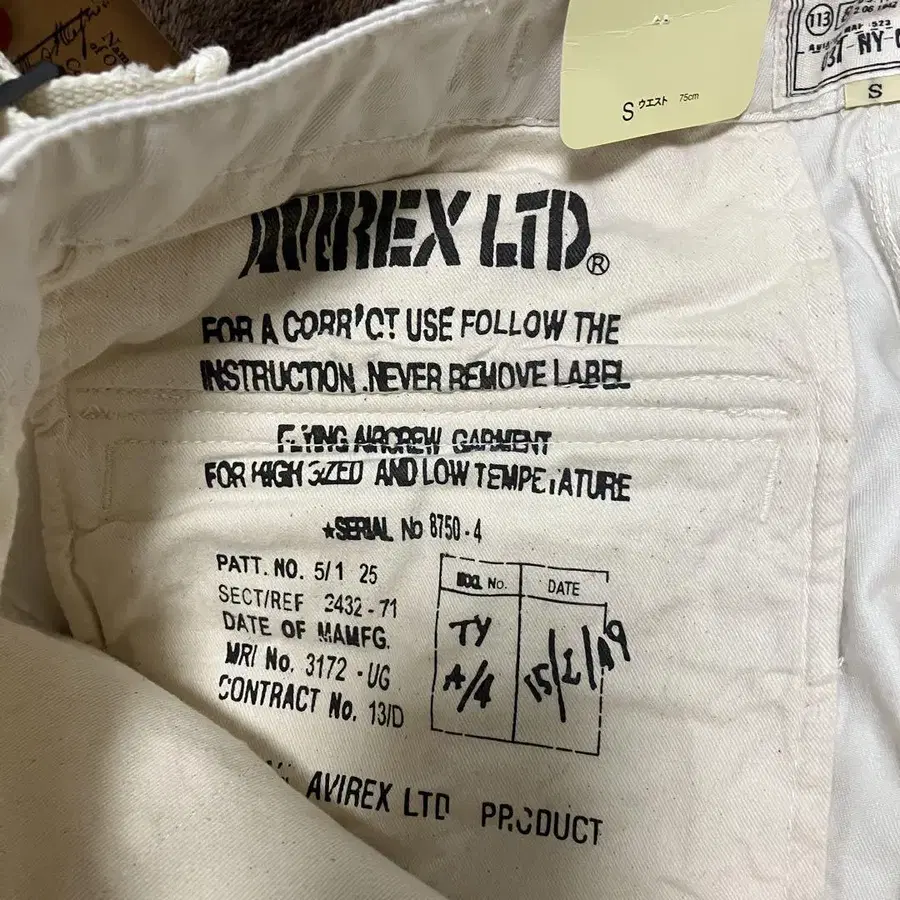 113
NY
S ウエスト 75cm
S
AVIREX LTD®
FOR A CORR'CT USE FOLLOW THE
INSTRUCTION .NEVER REMOVE LABEL
FLYING AIRCREW GARMENT
FOR HIGH SIZED AND LOW TEMPERATURE
★SERIAL No 8750-4
PATT. NO. 5/1 25
SECT/REF 2432-71
DATE OF MAMFG.
MRI No. 3172 -UG
CONTRACT No. 13/D
No. DATE
TY
A/4
15/I/49
AVIREX LTD PRODUCT